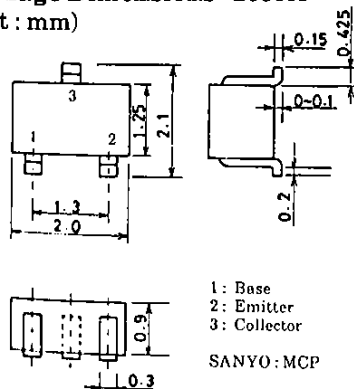 t : mm)
3
1
2
1.3
2.0
1.25
2.1
0.15
0.425
0~0.1
0.2
0.9
0.3
1 : Base
2 : Emitter
3 : Collector
SANYO : MCP